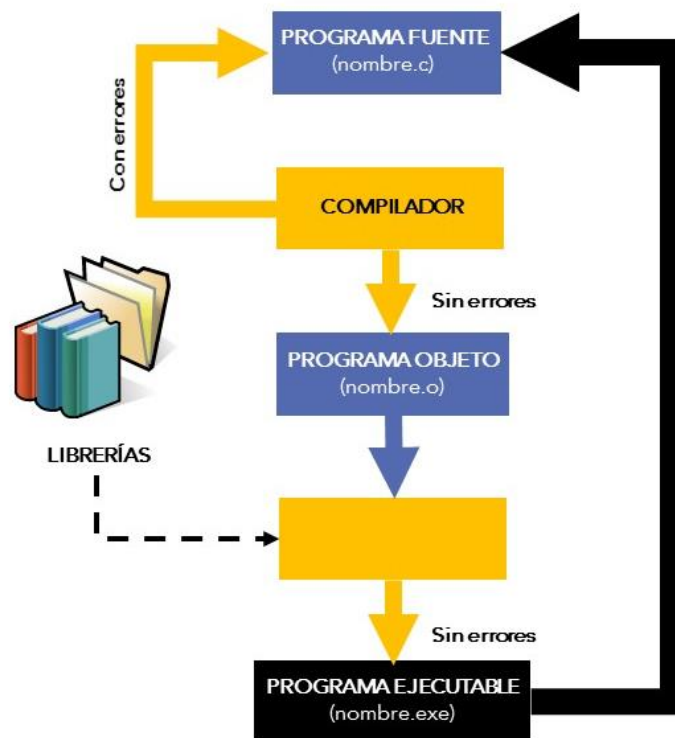 PROGRAMA FUENTE
(nombre.c)
Con errores
COMPILADOR
Sin errores
PROGRAMA OBJETO
(nombre.o)
LIBRERÍAS
Sin errores
PROGRAMA EJECUTABLE
(nombre.exe)